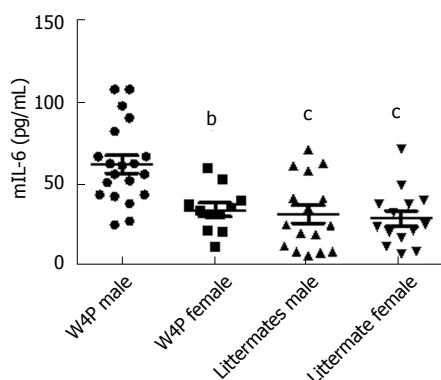 150
100
50
0
mIL-6 (pg/mL)
b
c
c
W4P male
W4P female
Littermates male
Littermate female